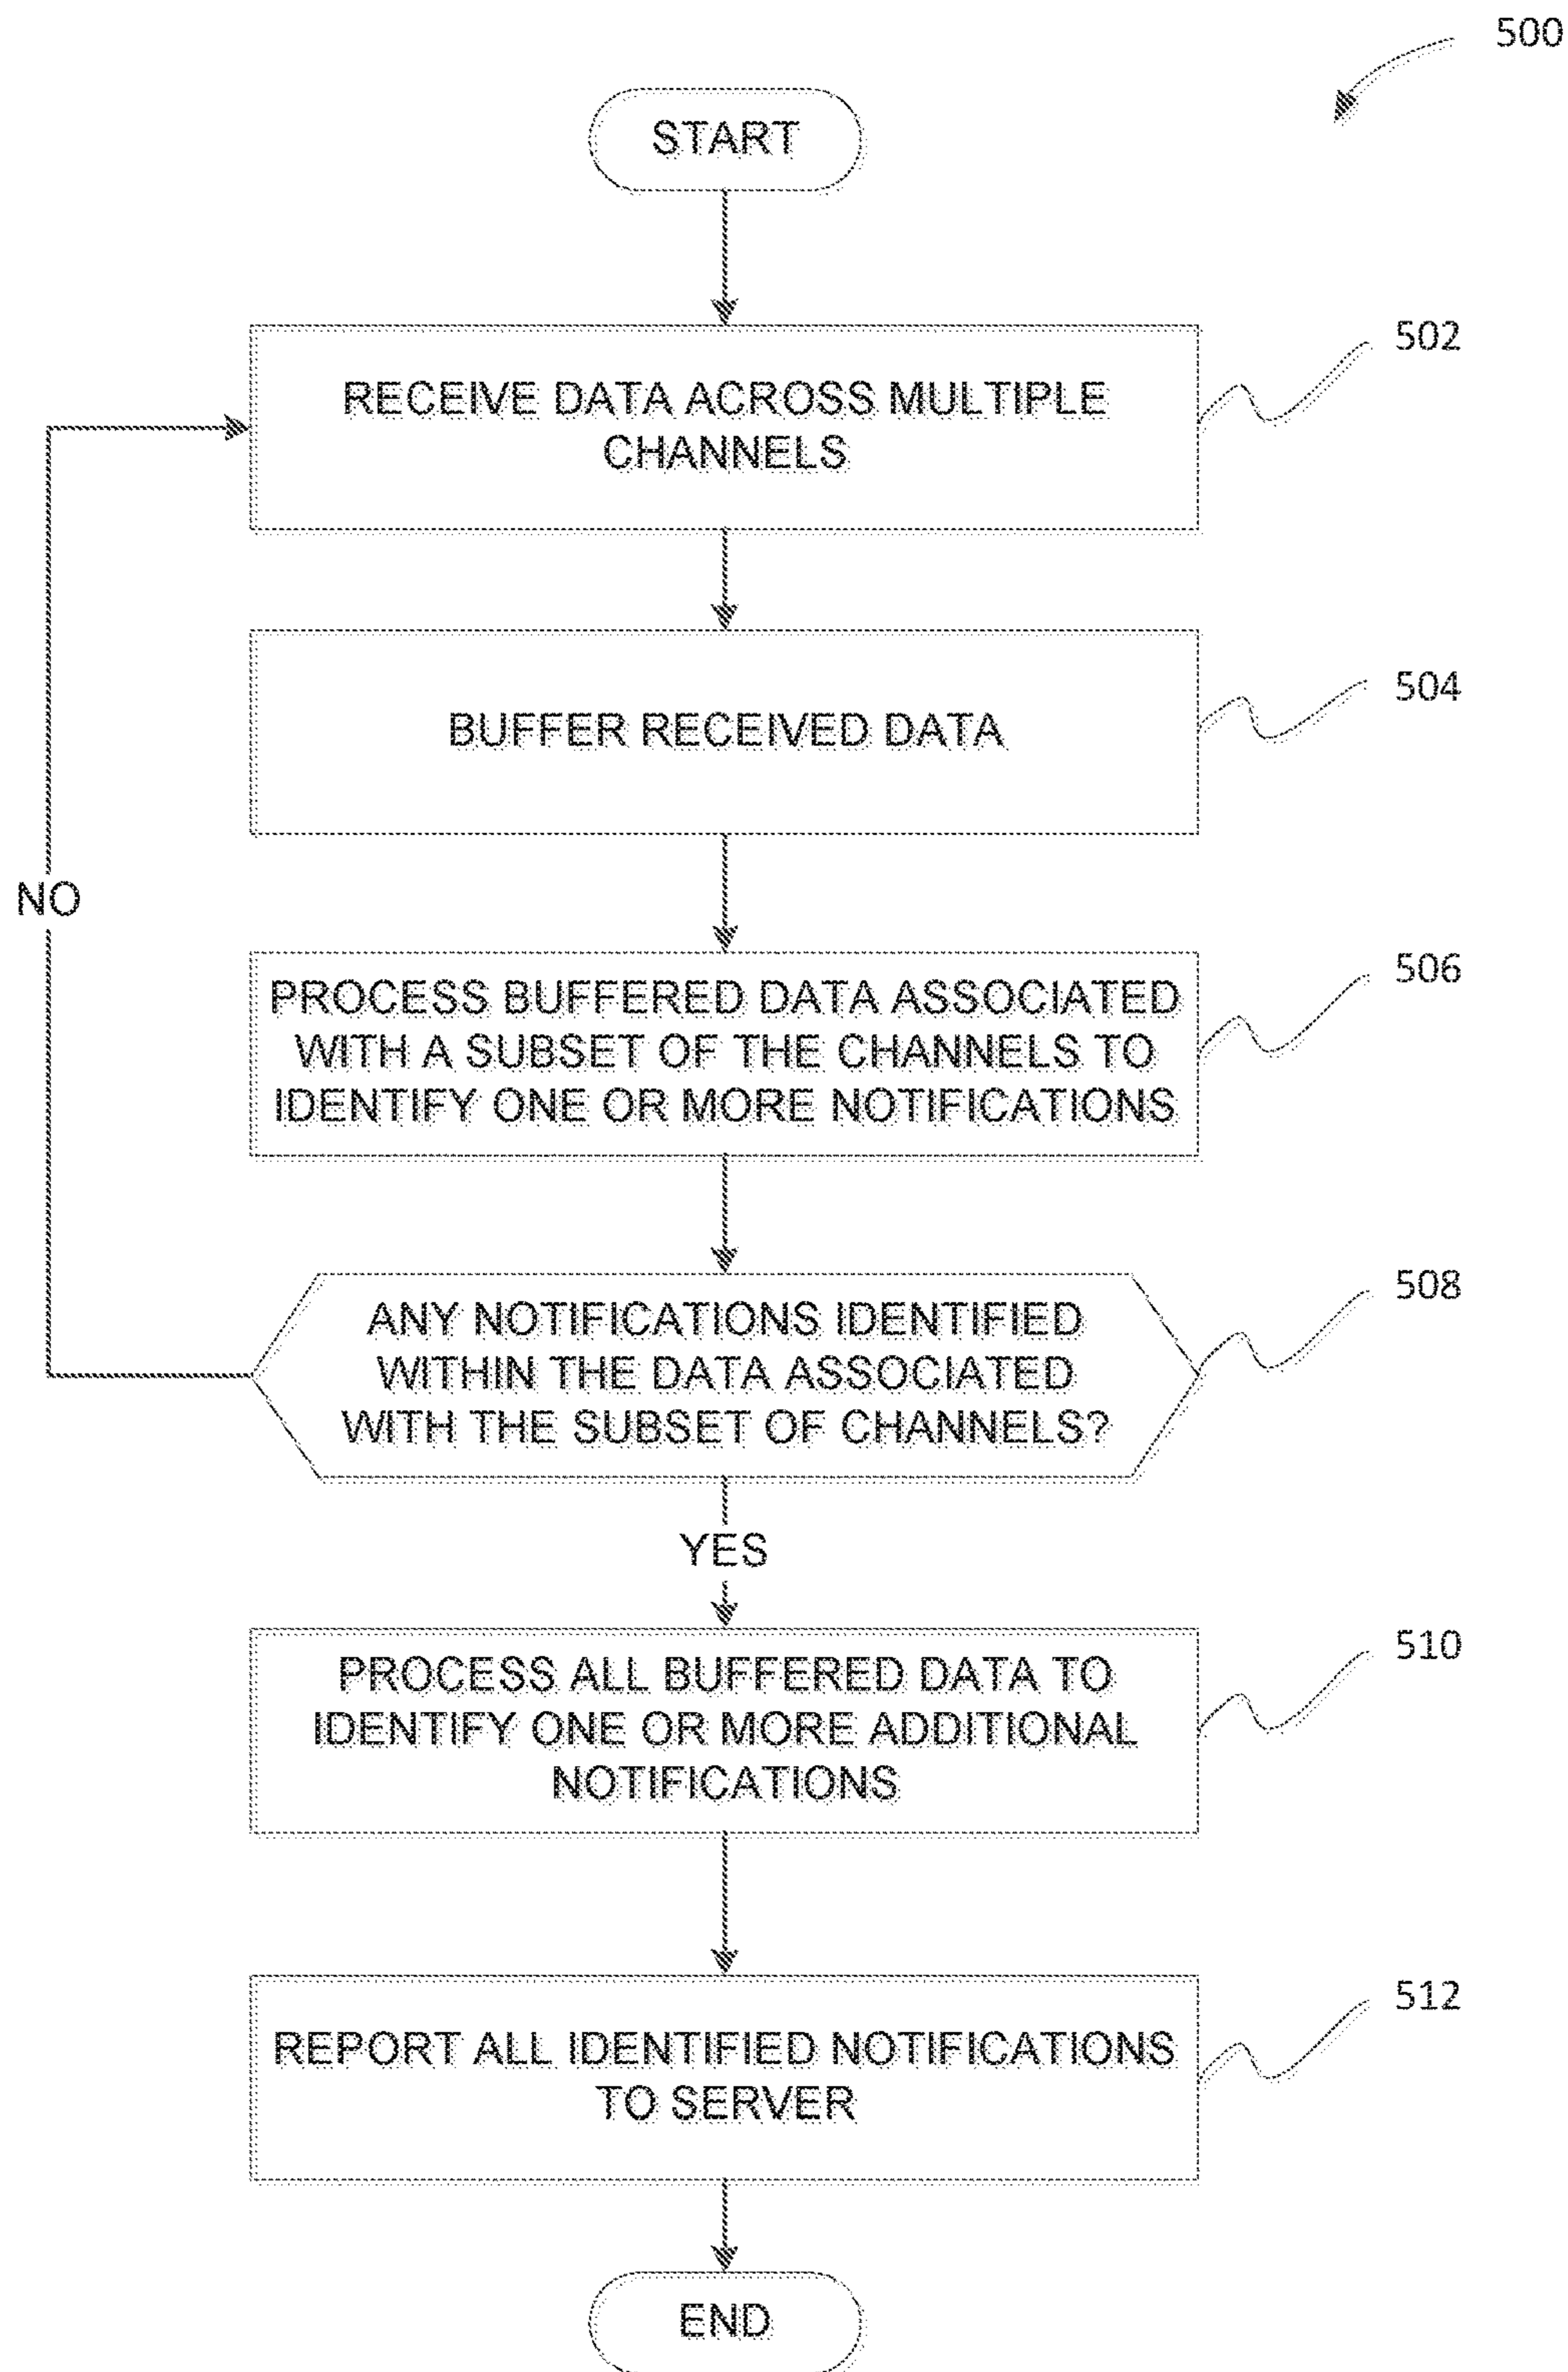 500
START
RECEIVE DATA ACROSS MULTIPLE
CHANNELS
502
BUFFER RECEIVED DATA
504
NO
PROCESS BUFFERED DATA ASSOCIATED
WITH A SUBSET OF THE CHANNELS TO
IDENTIFY ONE OR MORE NOTIFICATIONS
506
ANY NOTIFICATIONS IDENTIFIED
WITHIN THE DATA ASSOCIATED
WITH THE SUBSET OF CHANNELS?
508
YES
PROCESS ALL BUFFERED DATA TO
IDENTIFY ONE OR MORE ADDITIONAL
NOTIFICATIONS
510
REPORT ALL IDENTIFIED NOTIFICATIONS
TO SERVER
512
END